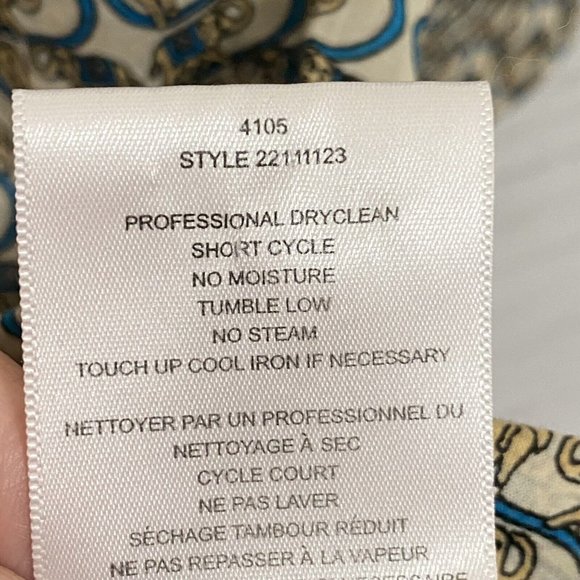 4105
STYLE 22111123
PROFESSIONAL DRYCLEAN
SHORT CYCLE
NO MOISTURE
TUMBLE LOW
NO STEAM
TOUCH UP COOL IRON IF NECESSARY
NETTOYER PAR UN PROFESSIONNEL DU
NETTOYAGE À SEC
CYCLE COURT
NE PAS LAVER
SÉCHAGE TAMBOUR RÉDUIT
NE PAS REPASSER À LA VAPEUR